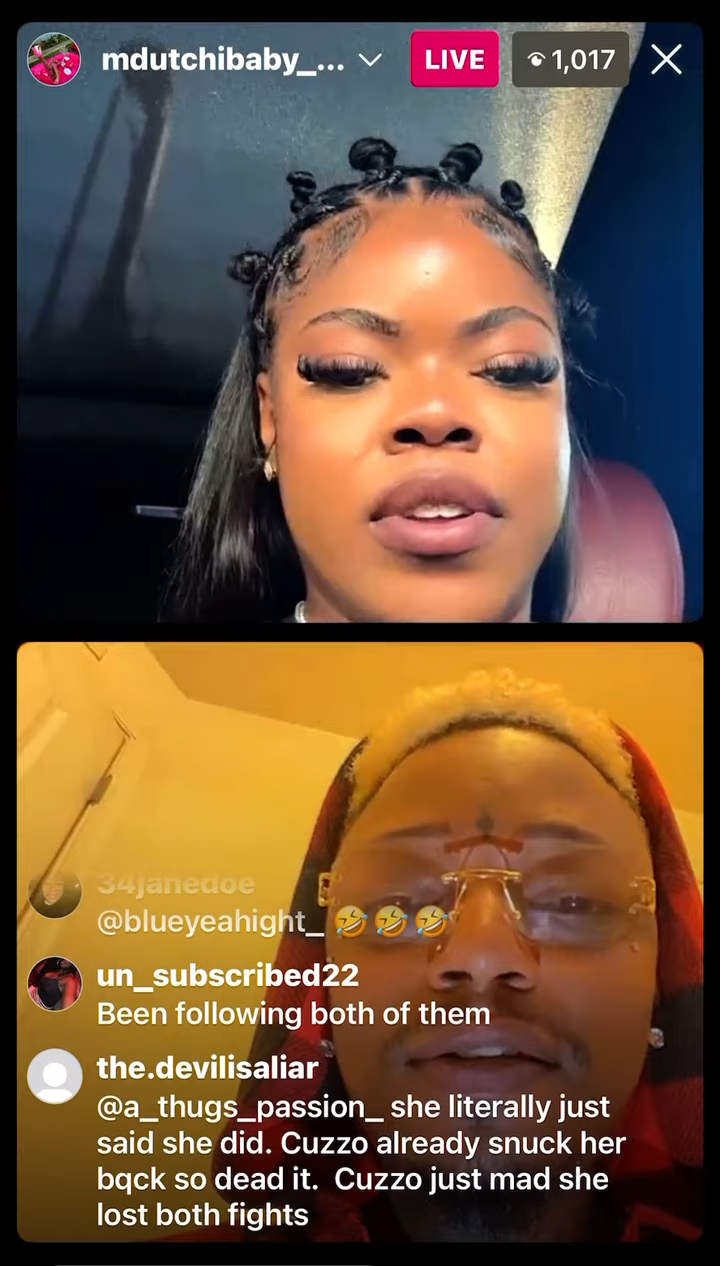 mdutchibaby_...
LIVE
1,017
34janedoe
@blueyeahight_ 🤣🤣🤣
un_subscribed22
Been following both of them
the.devilisaliar
@a_thugs_passion_ she literally just
said she did. Cuzzo already snuck her
bqck so dead it.  Cuzzo just mad she
lost both fights